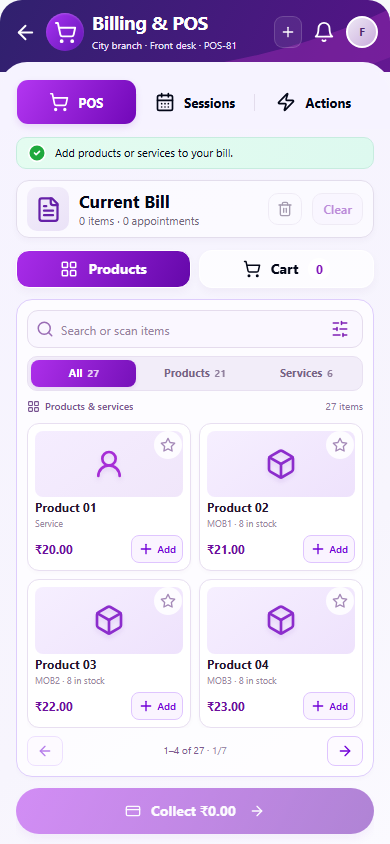 Billing & POS
City branch · Front desk · POS-81
F
POS
Sessions
Actions
Add products or services to your bill.
Current Bill
0 items · 0 appointments
Clear
Products
Cart 0
Search or scan items
All 27
Products 21
Services 6
Products & services
27 items
Product 01
Service
₹20.00
Add
Product 02
MOB1 · 8 in stock
₹21.00
Add
Product 03
MOB2 · 8 in stock
₹22.00
Add
Product 04
MOB3 · 8 in stock
₹23.00
Add
1–4 of 27 · 1/7
Collect ₹0.00